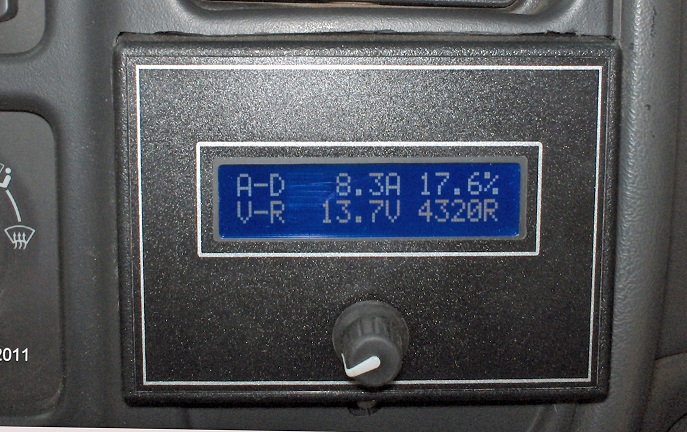 A-D 8.3A 17.6%
V-R 13.7V 4320R
2011